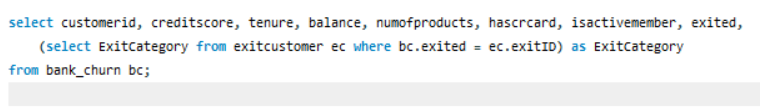 select customerid, creditscore, tenure, balance, numofproducts, hascrcard, isactivemember, exited,
(select ExitCategory from exitcustomer ec where bc.exited = ec.exitID) as ExitCategory
from bank_churn bc;